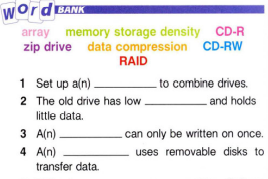 word BANK
array memory storage density CD-R
zip drive data compression CD-RW
RAID
1 Set up a(n) __________ to combine drives.
2 The old drive has low __________ and holds
little data.
3 A(n) __________ can only be written on once.
4 A(n) __________ uses removable disks to
transfer data.